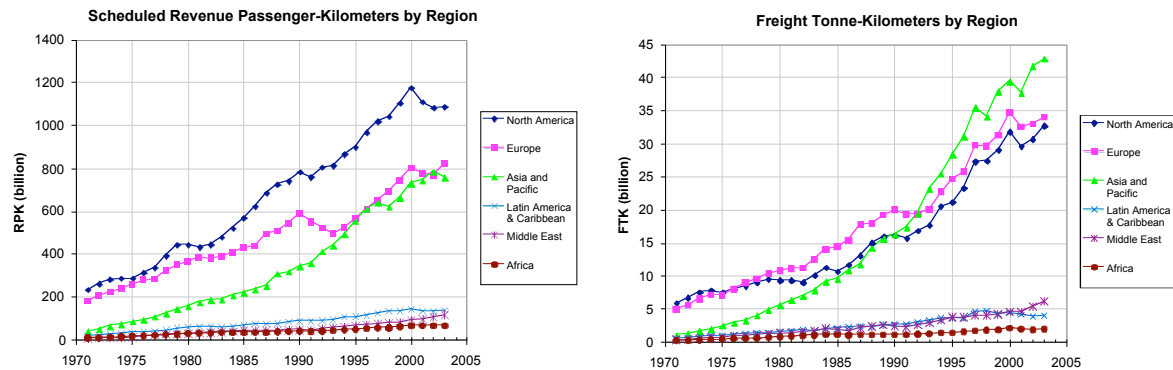 Scheduled Revenue Passenger-Kilometers by Region
RPK (billion)
1400
1200
1000
800
600
400
200
0
1970
1975
1980
1985
1990
1995
2000
2005
North America
Europe
Asia and
Pacific
Latin America
& Caribbean
Middle East
Africa
Freight Tonne-Kilometers by Region
FTK (billion)
45
40
35
30
25
20
15
10
5
0
1970
1975
1980
1985
1990
1995
2000
2005
North America
Europe
Asia and
Pacific
Latin America
& Caribbean
Middle East
Africa